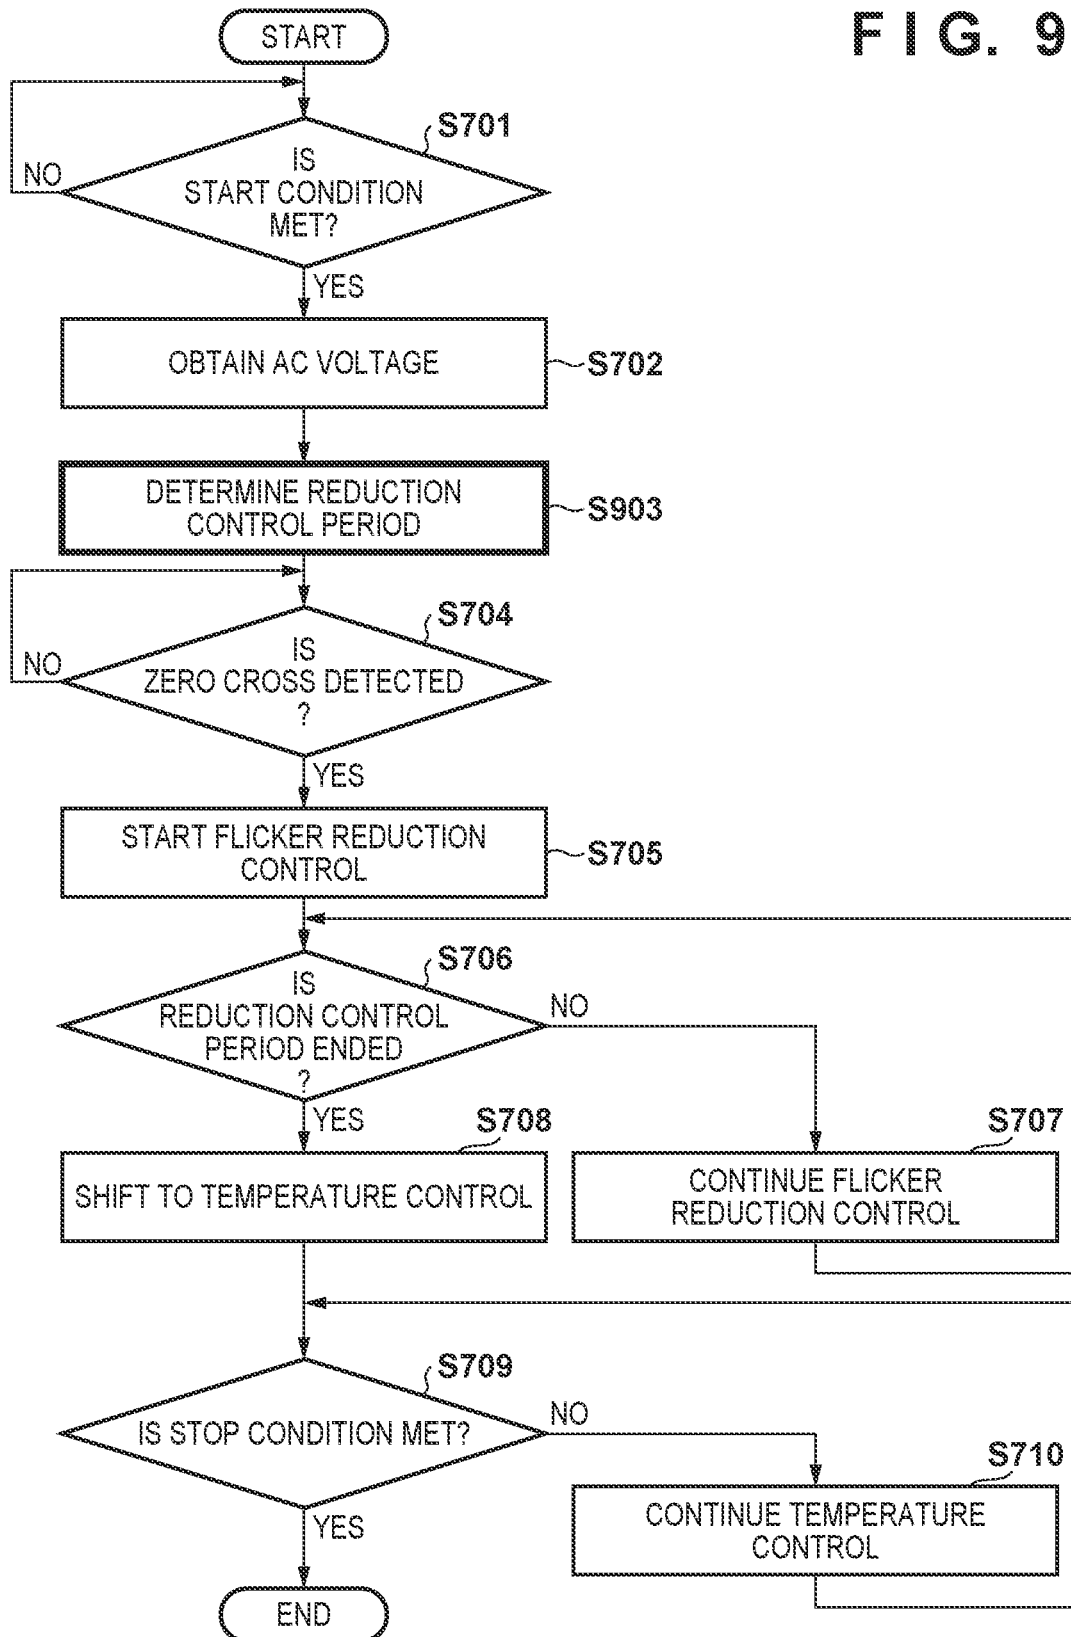 FIG. 9
START
S701
IS
START CONDITION
MET?
NO
YES
OBTAIN AC VOLTAGE
S702
DETERMINE REDUCTION
CONTROL PERIOD
S903
S704
IS
ZERO CROSS DETECTED
?
NO
YES
START FLICKER REDUCTION
CONTROL
S705
S706
IS
REDUCTION CONTROL
PERIOD ENDED
?
NO
YES
S708
SHIFT TO TEMPERATURE CONTROL
S707
CONTINUE FLICKER
REDUCTION CONTROL
S709
IS STOP CONDITION MET?
NO
YES
S710
CONTINUE TEMPERATURE
CONTROL
END